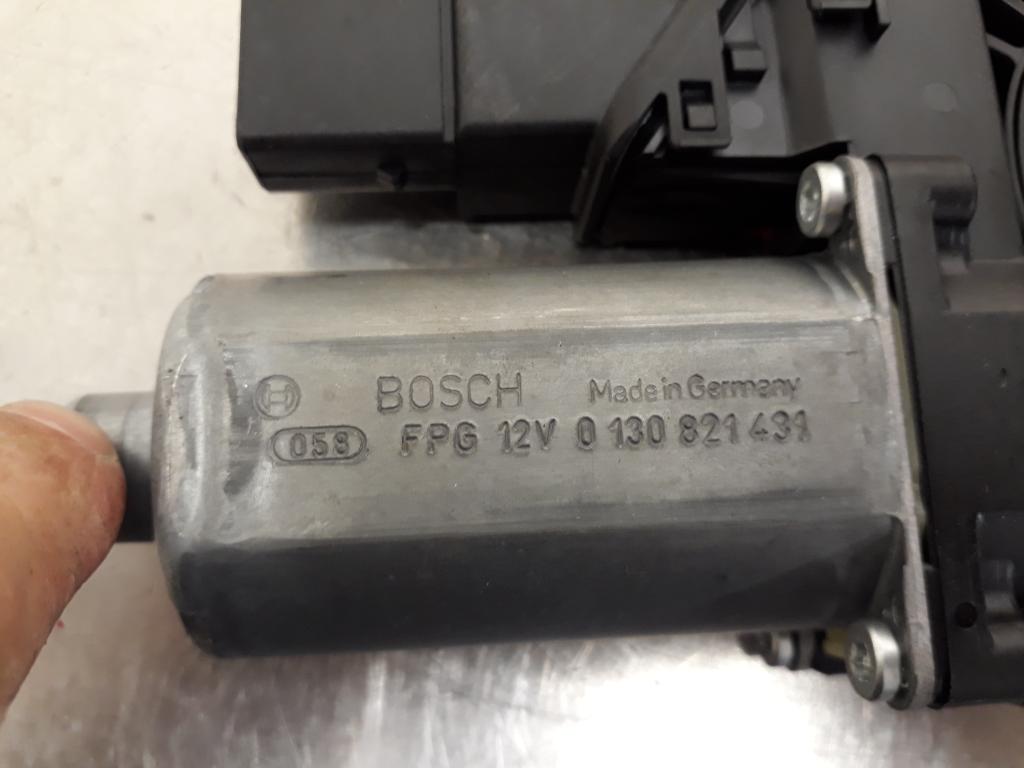 BOSCH Made in Germany
058 FPG 12V 0 130 821 431